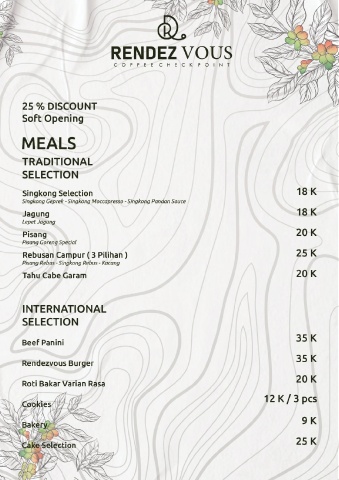 RENDEZ VOUS
COFFEE CHECKPOINT
25 % DISCOUNT
Soft Opening
MEALS
TRADITIONAL
SELECTION
Singkong Selection 18 K
Singkong Geprek - Singkong Moccapresso - Singkong Pandan Sauce
Jagung 18 K
Lepet Jagung
Pisang 20 K
Pisang Goreng Special
Rebusan Campur ( 3 Pilihan ) 25 K
Pisang Rebus - Singkong Rebus - Kacang
Tahu Cabe Garam 20 K
INTERNATIONAL
SELECTION
Beef Panini 35 K
Rendezvous Burger 35 K
Roti Bakar Varian Rasa 20 K
Cookies 12 K / 3 pcs
Bakery 9 K
Cake Selection 25 K